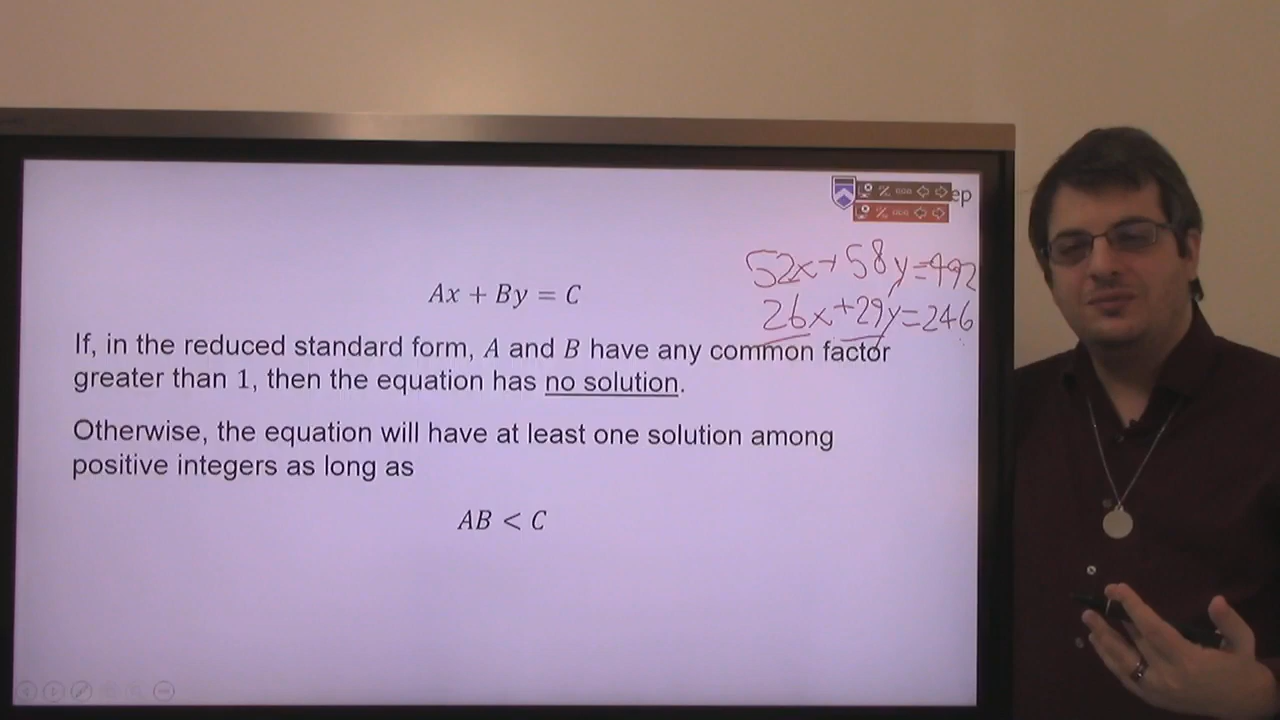 ep
52x+58y=492
26x+29y=246
Ax + By = C
If, in the reduced standard form, A and B have any common factor
greater than 1, then the equation has no solution.
Otherwise, the equation will have at least one solution among
positive integers as long as
AB < C